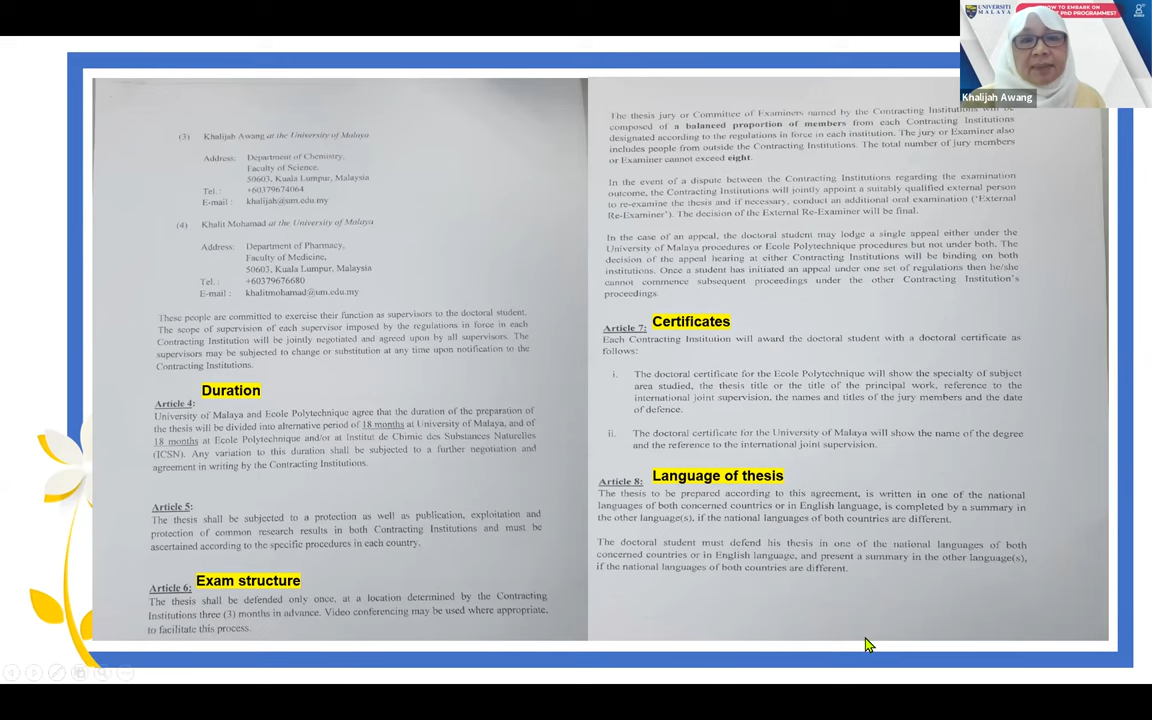 UNIVERSITI
MALAYA
HOW TO EMBARK ON
PHD PROGRAMMES?
Khalijah Awang
(3) Khalijah Awang at the University of Malaya
Address: Department of Chemistry,
Faculty of Science,
50603, Kuala Lumpur, Malaysia
Tel. : +60379674064
E-mail : khalijah@um.edu.my
(4) Khalit Mohamad at the University of Malaya
Address: Department of Pharmacy,
Faculty of Medicine,
50603, Kuala Lumpur, Malaysia
Tel. : +60379676680
E-mail : khalitmohamad@um.edu.my
These people are committed to exercise their function as supervisors to the doctoral student.
The scope of supervision of each supervisor imposed by the regulations in force in each
Contracting Institution will be jointly negotiated and agreed upon by all supervisors. The
supervisors may be subjected to change or substitution at any time upon notification to the
Contracting Institutions.
Duration
Article 4:
University of Malaya and Ecole Polytechnique agree that the duration of the preparation of
the thesis will be divided into alternative period of 18 months at University of Malaya, and of
18 months at Ecole Polytechnique and/or at Institut de Chimie des Substances Naturelles
(ICSN). Any variation to this duration shall be subjected to a further negotiation and
agreement in writing by the Contracting Institutions.
Article 5:
The thesis shall be subjected to a protection as well as publication, exploitation and
protection of common research results in both Contracting Institutions and must be
ascertained according to the specific procedures in each country.
Article 6: Exam structure
The thesis shall be defended only once, at a location determined by the Contracting
Institutions three (3) months in advance. Video conferencing may be used where appropriate,
to facilitate this process.
The thesis jury or Committee of Examiners named by the Contracting Institutions will be
composed of a balanced proportion of members from each Contracting Institutions
designated according to the regulations in force in each institution. The jury or Examiner also
includes people from outside the Contracting Institutions. The total number of jury members
or Examiner cannot exceed eight.
In the event of a dispute between the Contracting Institutions regarding the examination
outcome, the Contracting Institutions will jointly appoint a suitably qualified external person
to re-examine the thesis and if necessary, conduct an additional oral examination ('External
Re-Examiner'). The decision of the External Re-Examiner will be final.
In the case of an appeal, the doctoral student may lodge a single appeal either under the
University of Malaya procedures or Ecole Polytechnique procedures but not under both. The
decision of the appeal hearing at either Contracting Institutions will be binding on both
institutions. Once a student has initiated an appeal under one set of regulations then he/she
cannot commence subsequent proceedings under the other Contracting Institution's
proceedings.
Article 7: Certificates
Each Contracting Institution will award the doctoral student with a doctoral certificate as
follows:
i. The doctoral certificate for the Ecole Polytechnique will show the specialty of subject
area studied, the thesis title or the title of the principal work, reference to the
international joint supervision, the names and titles of the jury members and the date
of defence.
ii. The doctoral certificate for the University of Malaya will show the name of the degree
and the reference to the international joint supervision.
Article 8: Language of thesis
The thesis to be prepared according to this agreement, is written in one of the national
languages of both concerned countries or in English language, is completed by a summary in
the other language(s), if the national languages of both countries are different.
The doctoral student must defend his thesis in one of the national languages of both
concerned countries or in English language, and present a summary in the other language(s),
if the national languages of both countries are different.